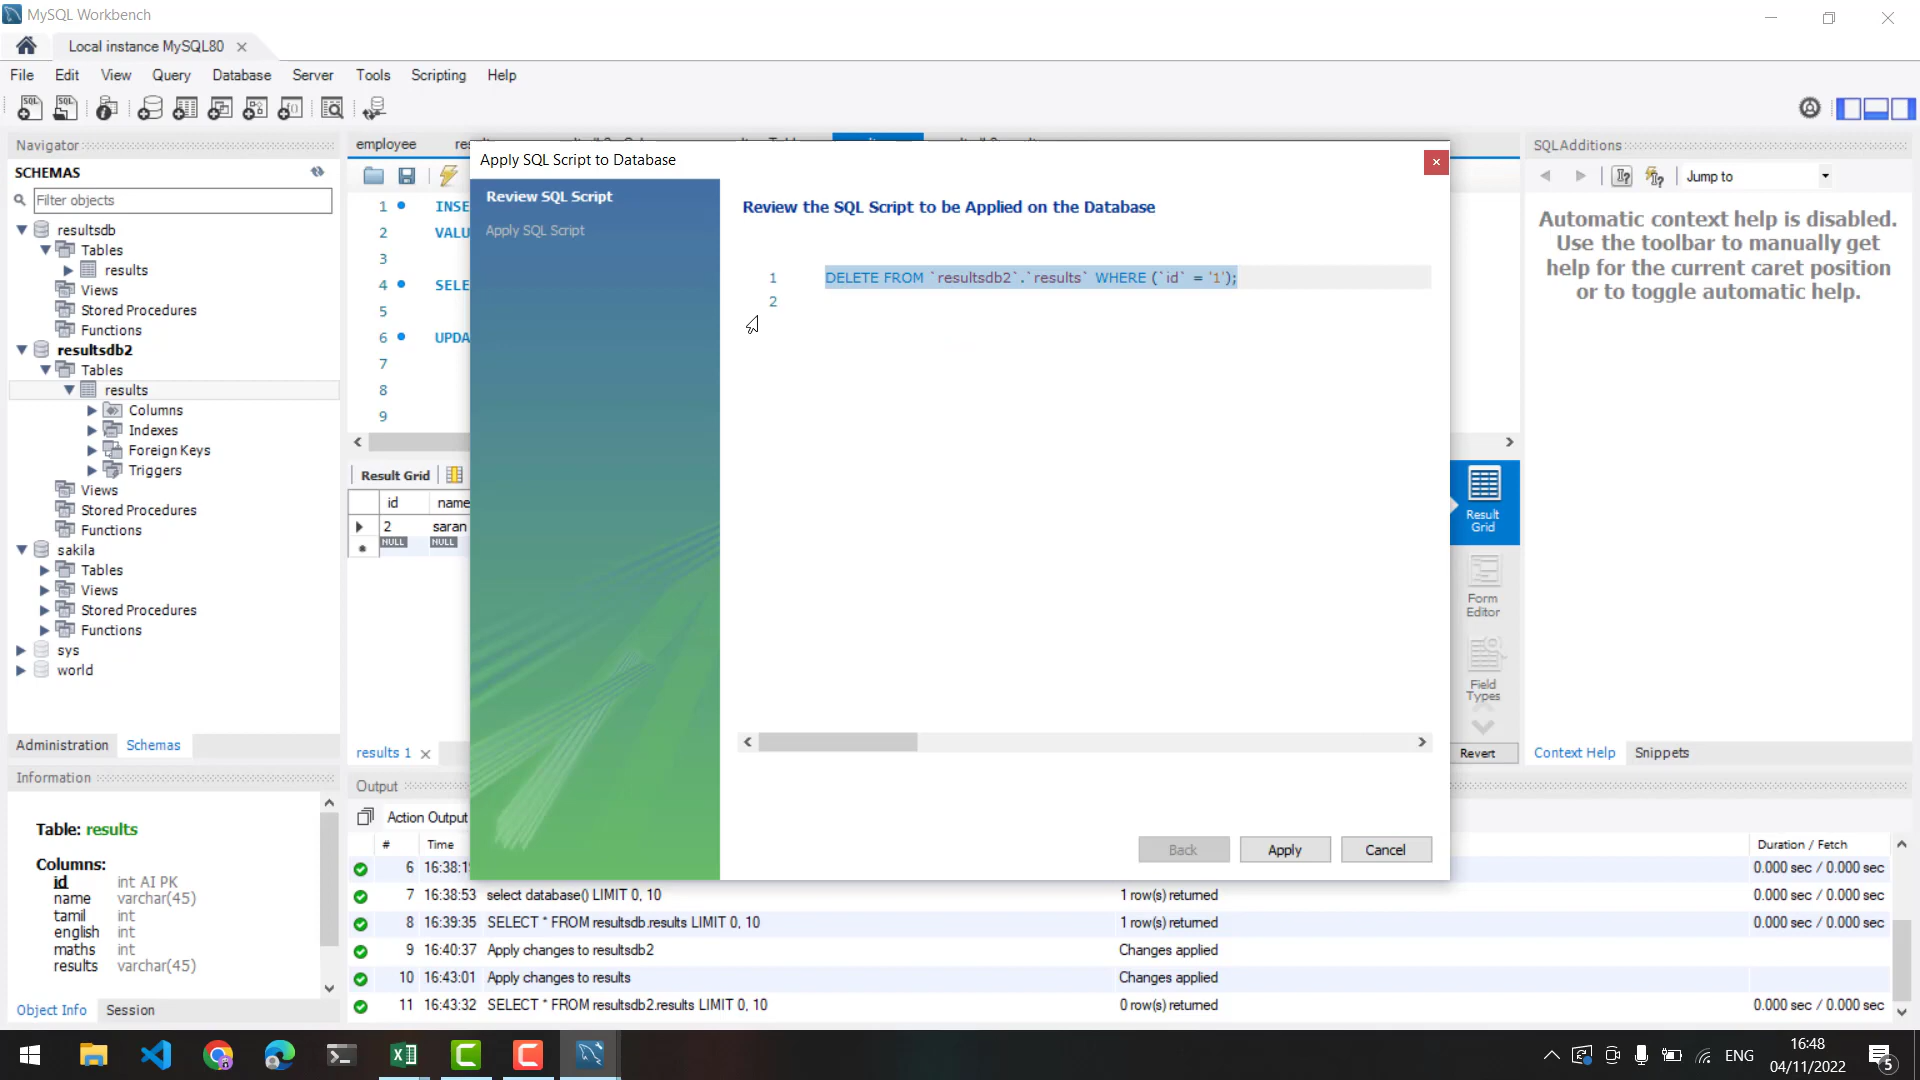 MySQL Workbench
Local instance MySQL80
File Edit View Query Database Server Tools Scripting Help
Navigator
SCHEMAS
Filter objects
resultsdb
Tables
results
Views
Stored Procedures
Functions
resultsdb2
Tables
results
Columns
Indexes
Foreign Keys
Triggers
Views
Stored Procedures
Functions
sakila
Tables
Views
Stored Procedures
Functions
sys
world
Administration Schemas
Information
Table: results
Columns:
id int AI PK
name varchar(45)
tamil int
english int
maths int
results varchar(45)
Object Info Session
employee
1 INSE
2 VALU
3
4 SELE
5
6 UPDA
7
8
9
Result Grid
id name
2 saran
NULL NULL
results 1
Apply SQL Script to Database
Review SQL Script
Apply SQL Script
Review the SQL Script to be Applied on the Database
1 DELETE FROM `resultsdb2`.`results` WHERE (`id` = '1');
2
Back Apply Cancel
Result
Grid
Form
Editor
Field
Types
Revert
SQLAdditions
Jump to
Automatic context help is disabled.
Use the toolbar to manually get
help for the current caret position
or to toggle automatic help.
Context Help Snippets
Output
Action Output
# Time Duration / Fetch
6 0.000 sec / 0.000 sec
7 16:38:53 select database() LIMIT 0, 10 1 row(s) returned 0.000 sec / 0.000 sec
8 16:39:35 SELECT * FROM resultsdb.results LIMIT 0, 10 1 row(s) returned 0.000 sec / 0.000 sec
9 16:40:37 Apply changes to resultsdb2 Changes applied
10 16:43:01 Apply changes to results Changes applied
11 16:43:32 SELECT * FROM resultsdb2.results LIMIT 0, 10 0 row(s) returned 0.000 sec / 0.000 sec
ENG
16:48
04/11/2022
5